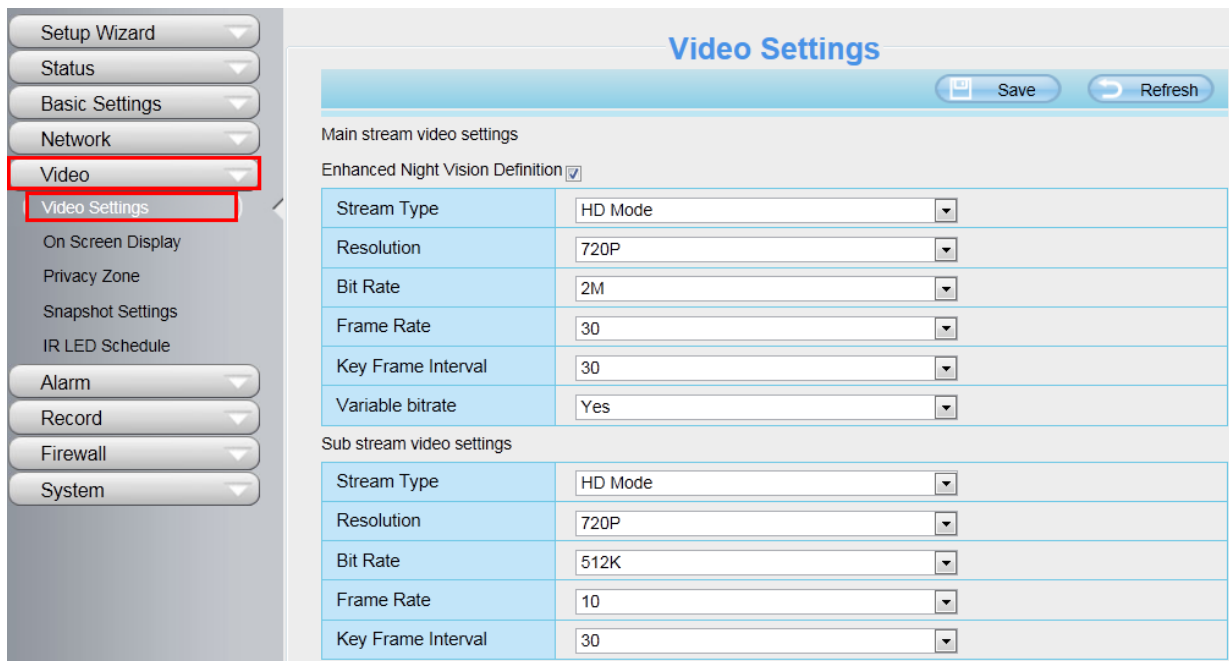 Setup Wizard
Status
Basic Settings
Network
Video
Video Settings
On Screen Display
Privacy Zone
Snapshot Settings
IR LED Schedule
Alarm
Record
Firewall
System
Video Settings
Save Refresh
Main stream video settings
Enhanced Night Vision Definition
Stream Type HD Mode
Resolution 720P
Bit Rate 2M
Frame Rate 30
Key Frame Interval 30
Variable bitrate Yes
Sub stream video settings
Stream Type HD Mode
Resolution 720P
Bit Rate 512K
Frame Rate 10
Key Frame Interval 30